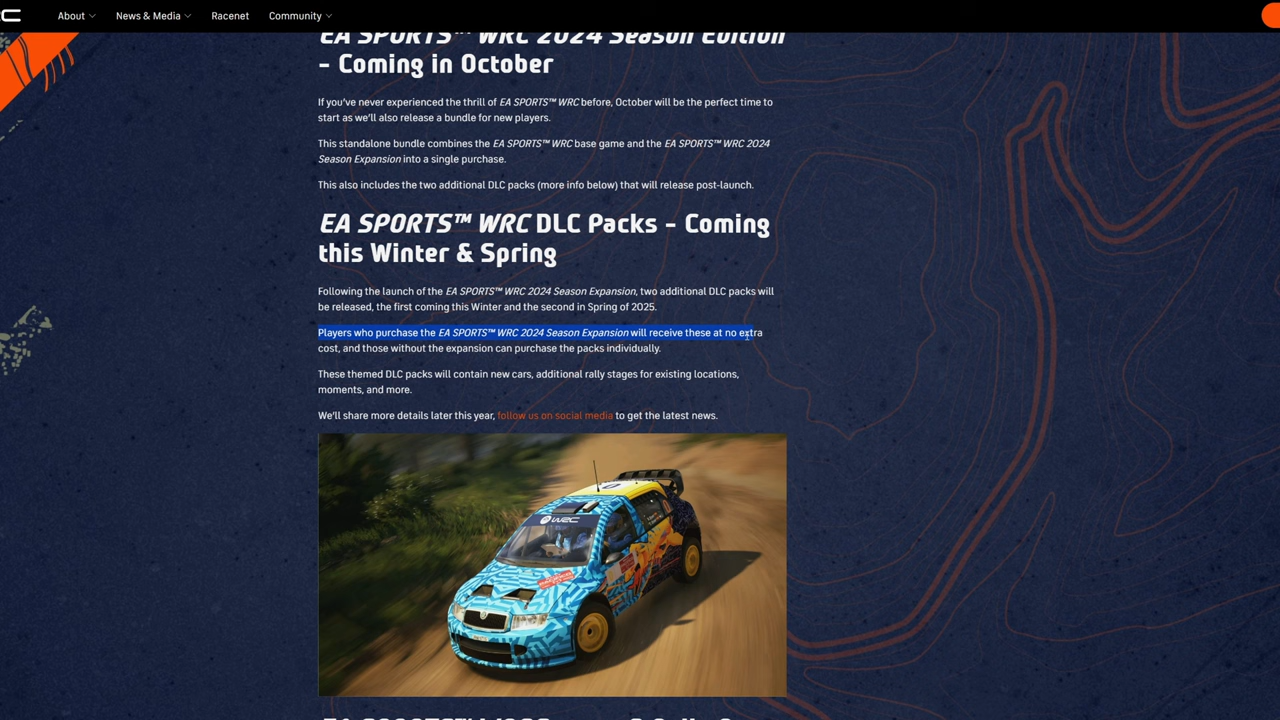 About
News & Media
Racenet
Community
EA SPORTS™ WRC 2024 Season Edition
- Coming in October
If you've never experienced the thrill of EA SPORTS™ WRC before, October will be the perfect time to
start as we'll also release a bundle for new players.
This standalone bundle combines the EA SPORTS™ WRC base game and the EA SPORTS™ WRC 2024
Season Expansion into a single purchase.
This also includes the two additional DLC packs (more info below) that will release post-launch.
EA SPORTS™ WRC DLC Packs - Coming
this Winter & Spring
Following the launch of the EA SPORTS™ WRC 2024 Season Expansion, two additional DLC packs will
be released, the first coming this Winter and the second in Spring of 2025.
Players who purchase the EA SPORTS™ WRC 2024 Season Expansion will receive these at no extra
cost, and those without the expansion can purchase the packs individually.
These themed DLC packs will contain new cars, additional rally stages for existing locations,
moments, and more.
We'll share more details later this year, follow us on social media to get the latest news.
WRC